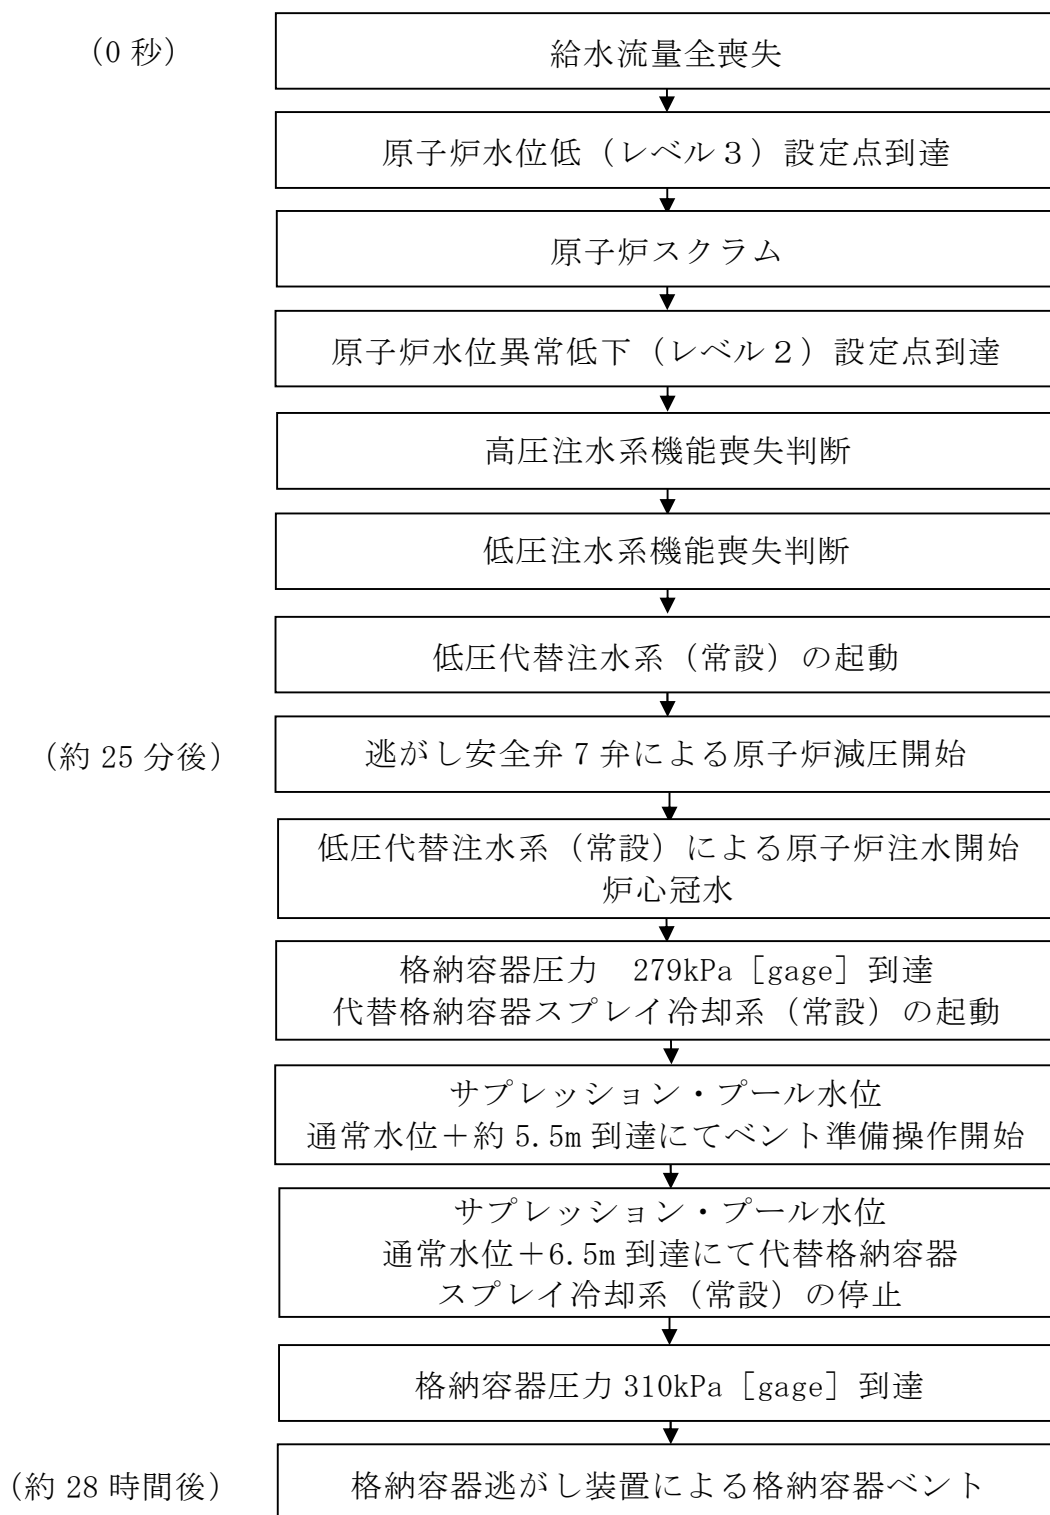 (0 秒)
給水流量全喪失
原子炉水位低（レベル３）設定点到達
原子炉スクラム
原子炉水位異常低下（レベル２）設定点到達
高圧注水系機能喪失判断
低圧注水系機能喪失判断
低圧代替注水系（常設）の起動
(約 25 分後)
逃がし安全弁 7 弁による原子炉減圧開始
低圧代替注水系（常設）による原子炉注水開始
炉心冠水
格納容器圧力　279kPa［gage］到達
代替格納容器スプレイ冷却系（常設）の起動
サプレッション・プール水位
通常水位＋約 5.5m 到達にてベント準備操作開始
サプレッション・プール水位
通常水位＋6.5m 到達にて代替格納容器
スプレイ冷却系（常設）の停止
格納容器圧力 310kPa［gage］到達
(約 28 時間後)
格納容器逃がし装置による格納容器ベント